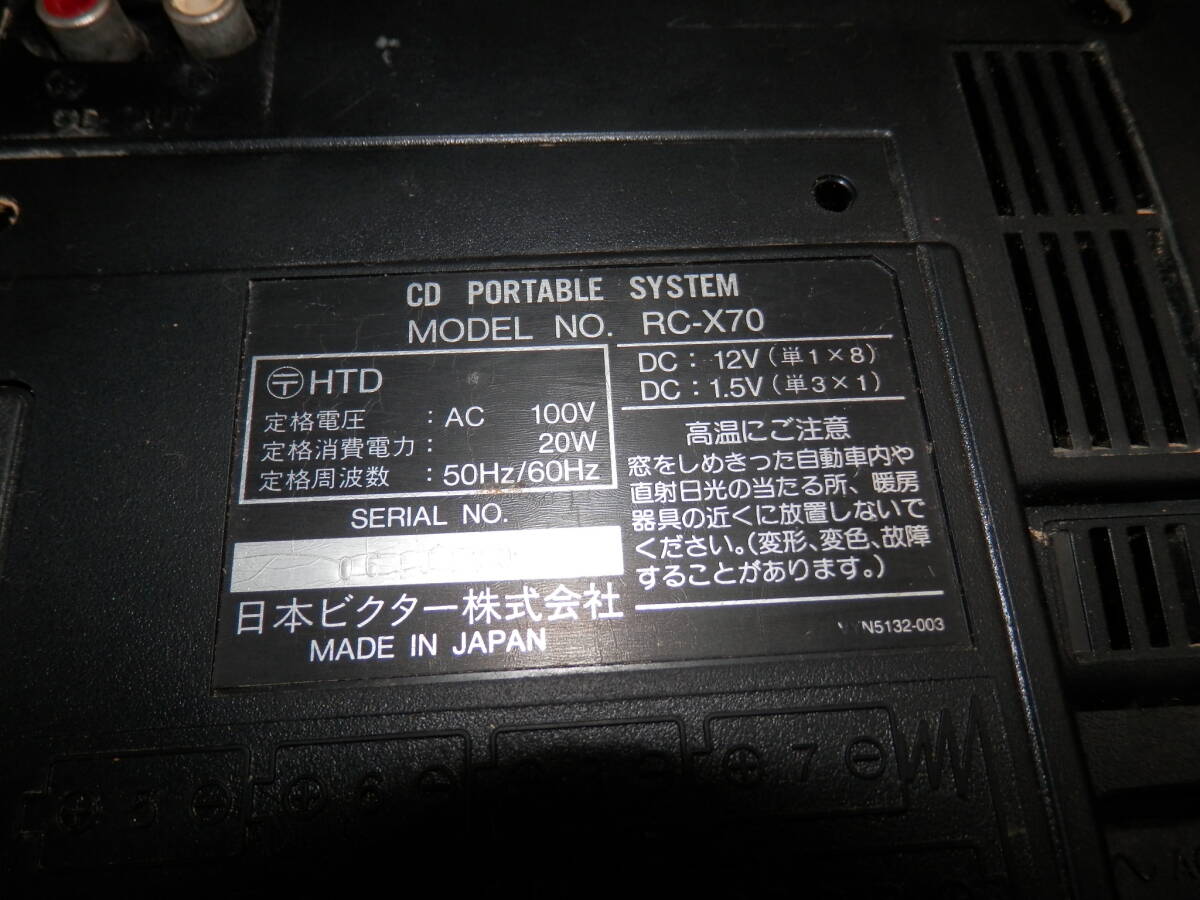 CD PORTABLE SYSTEM
MODEL NO. RC-X70
〒 HTD
定格電圧 : AC 100V
定格消費電力 : 20W
定格周波数 : 50Hz/60Hz
DC : 12V (単1×8)
DC : 1.5V (単3×1)
高温にご注意
窓をしめきった自動車内や
直射日光の当たる所、暖房
器具の近くに放置しないで
ください。(変形、変色、故障
することがあります。)
SERIAL NO.
日本ビクター株式会社
MADE IN JAPAN
N5132-003
5
6
7